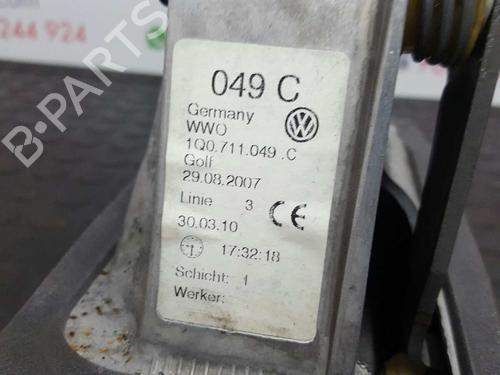 244 924
B-PARTS
049 C
Germany
WWO
1Q0.711.049 .C
Golf
29.08.2007
Linie 3
30.03.10
CE
17:32:18
Schicht: 1
Werker: